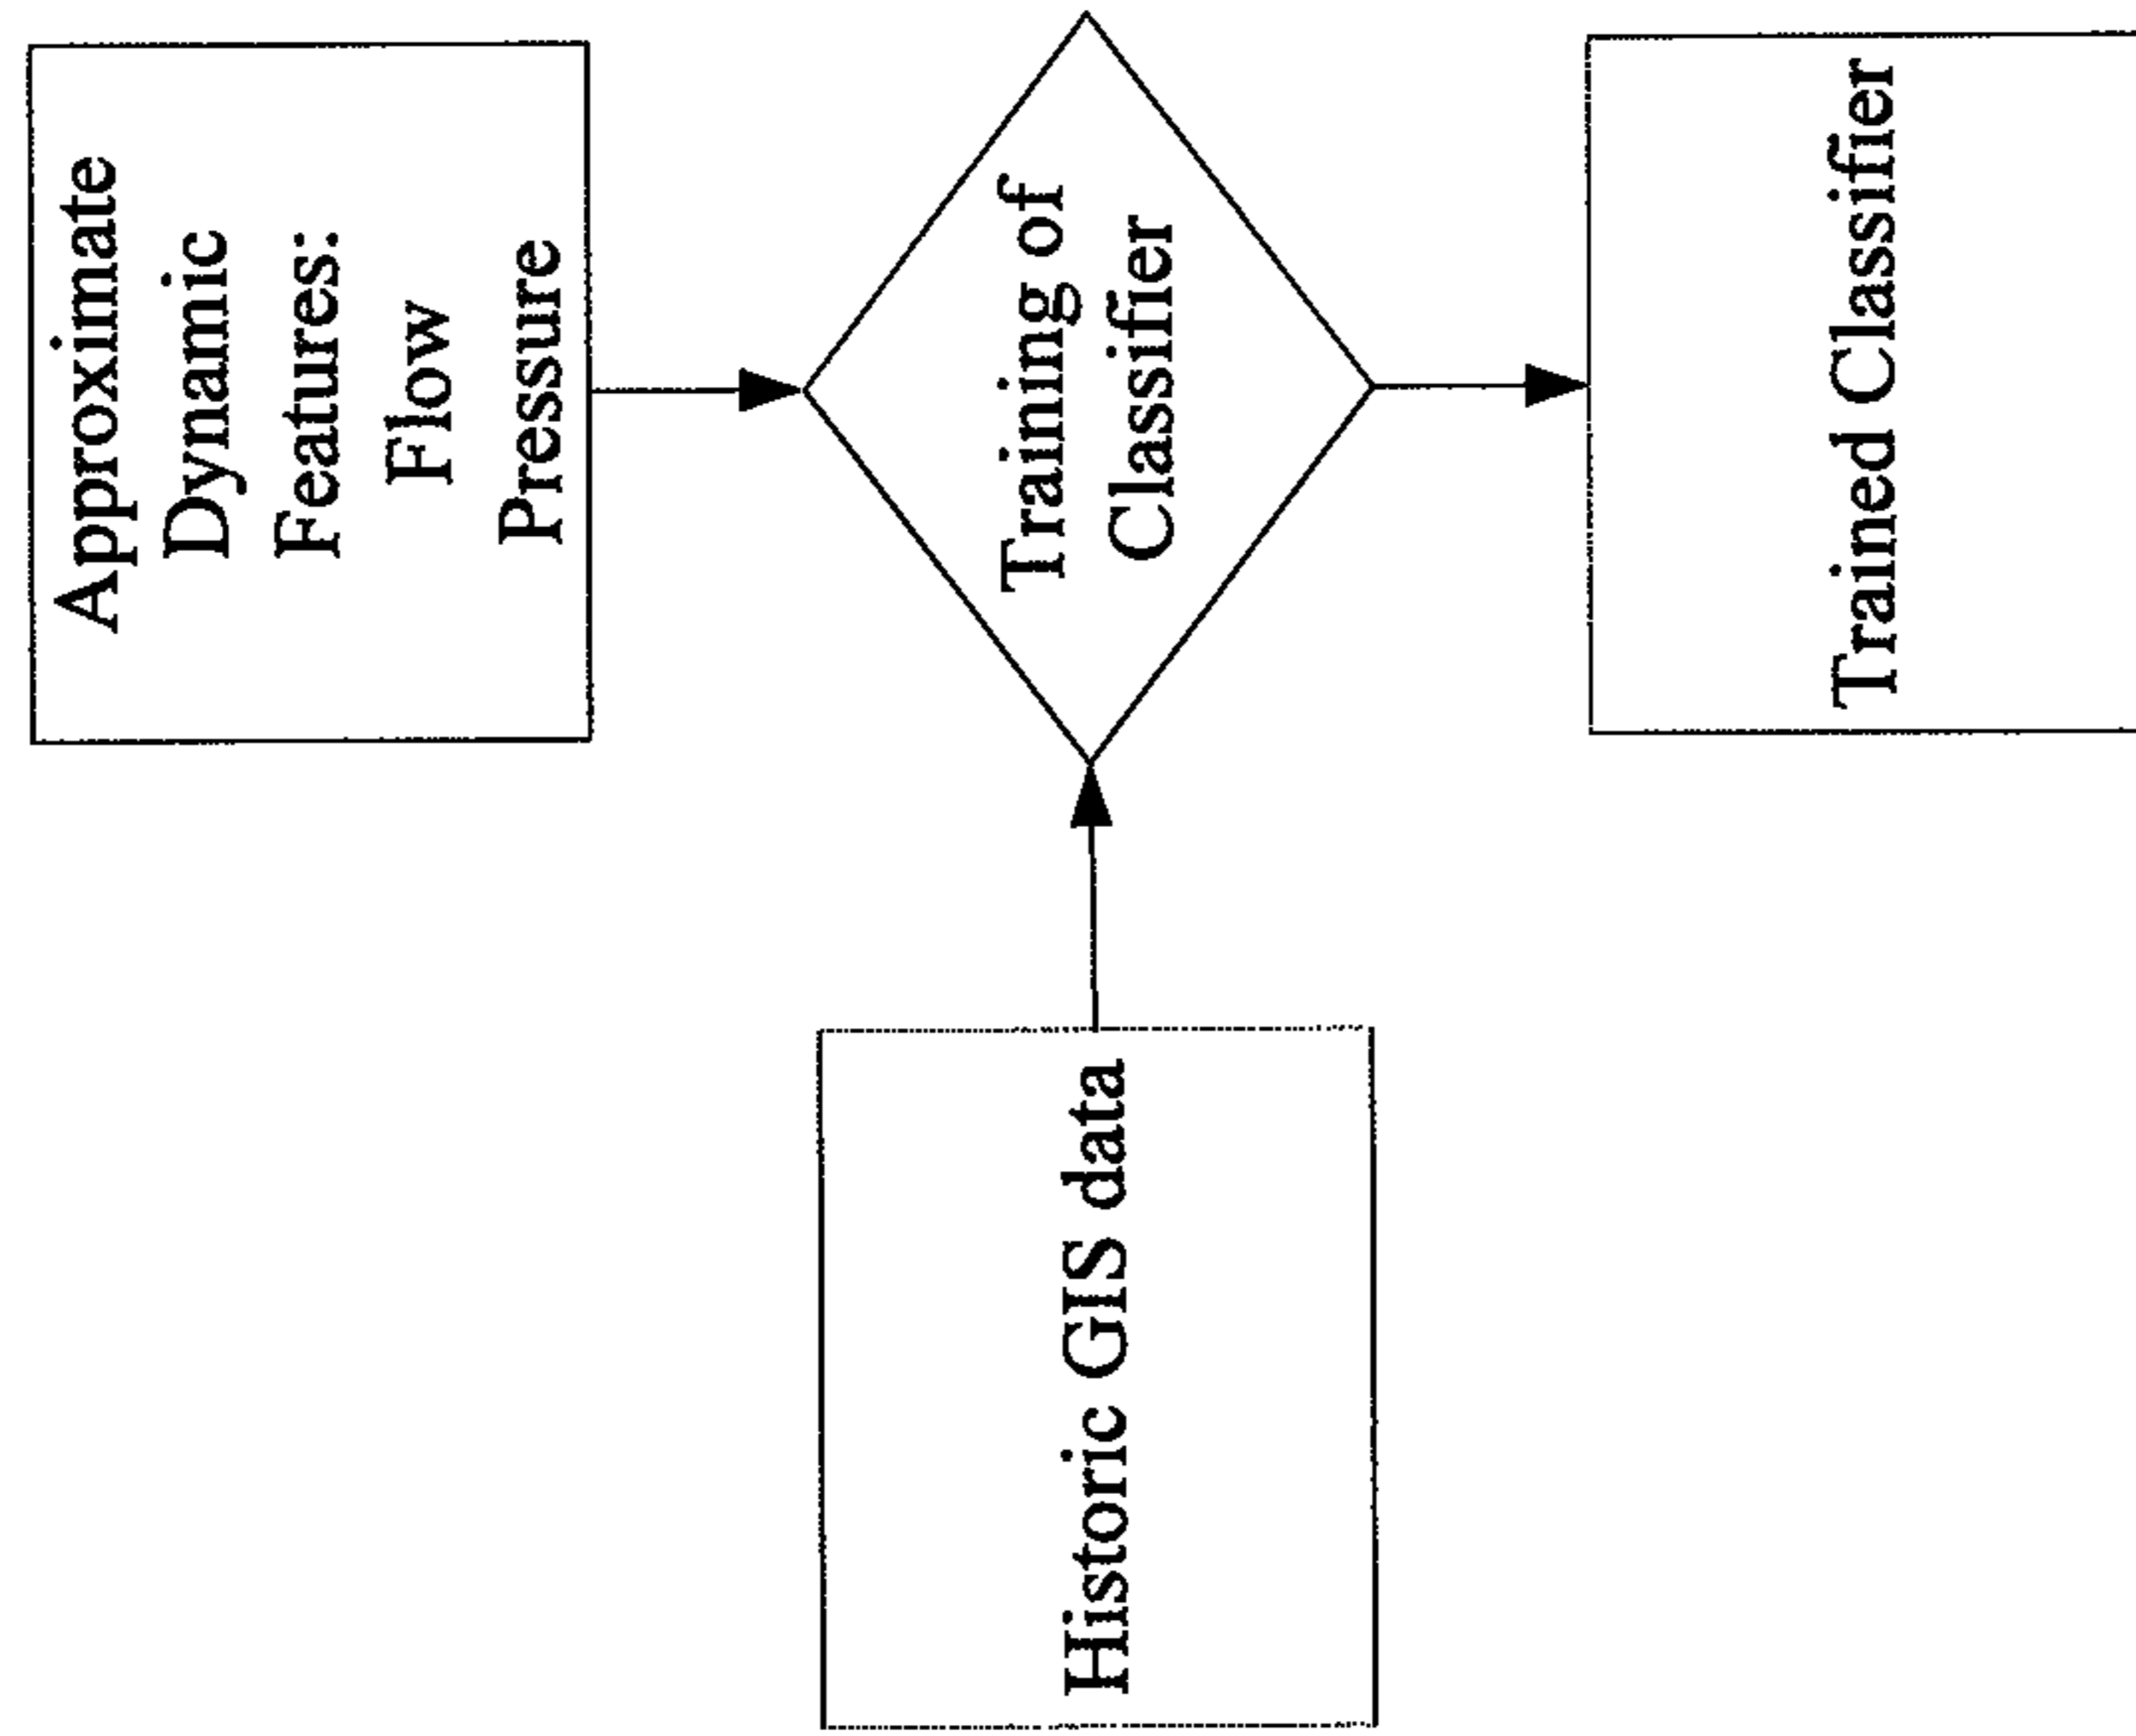 Approximate
Dynamic
Features:
Flow
Pressure
Training of
Classifier
Historic GIS data
Trained Classifier